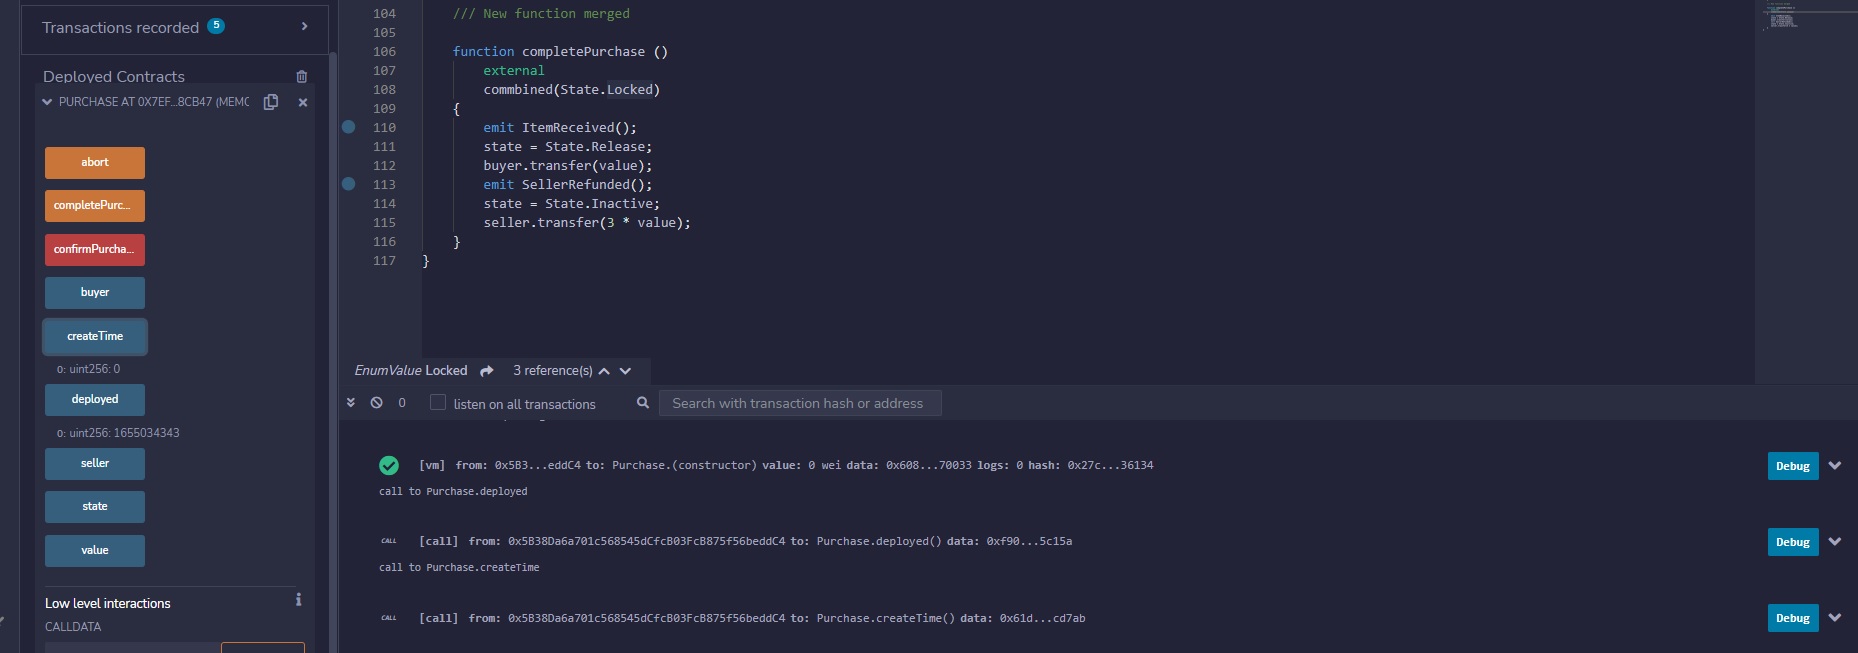 Transactions recorded 5
Deployed Contracts
PURCHASE AT 0X7EF...8CB47 (MEMO
abort
completePurc...
confirmPurcha...
buyer
createTime
0: uint256: 0
deployed
0: uint256: 1655034343
seller
state
value
Low level interactions
CALLDATA
104 /// New function merged
105
106 function completePurchase ()
107 external
108 commbined(State.Locked)
109 {
110 emit ItemReceived();
111 state = State.Release;
112 buyer.transfer(value);
113 emit SellerRefunded();
114 state = State.Inactive;
115 seller.transfer(3 * value);
116 }
117 }
EnumValue Locked 3 reference(s)
0 listen on all transactions Search with transaction hash or address
[vm] from: 0x5B3...eddC4 to: Purchase.(constructor) value: 0 wei data: 0x608...70033 logs: 0 hash: 0x27c...36134 Debug
call to Purchase.deployed
CALL [call] from: 0x5B38Da6a701c568545dCfcB03FcB875f56beddC4 to: Purchase.deployed() data: 0xf90...5c15a Debug
call to Purchase.createTime
CALL [call] from: 0x5B38Da6a701c568545dCfcB03FcB875f56beddC4 to: Purchase.createTime() data: 0x61d...cd7ab Debug